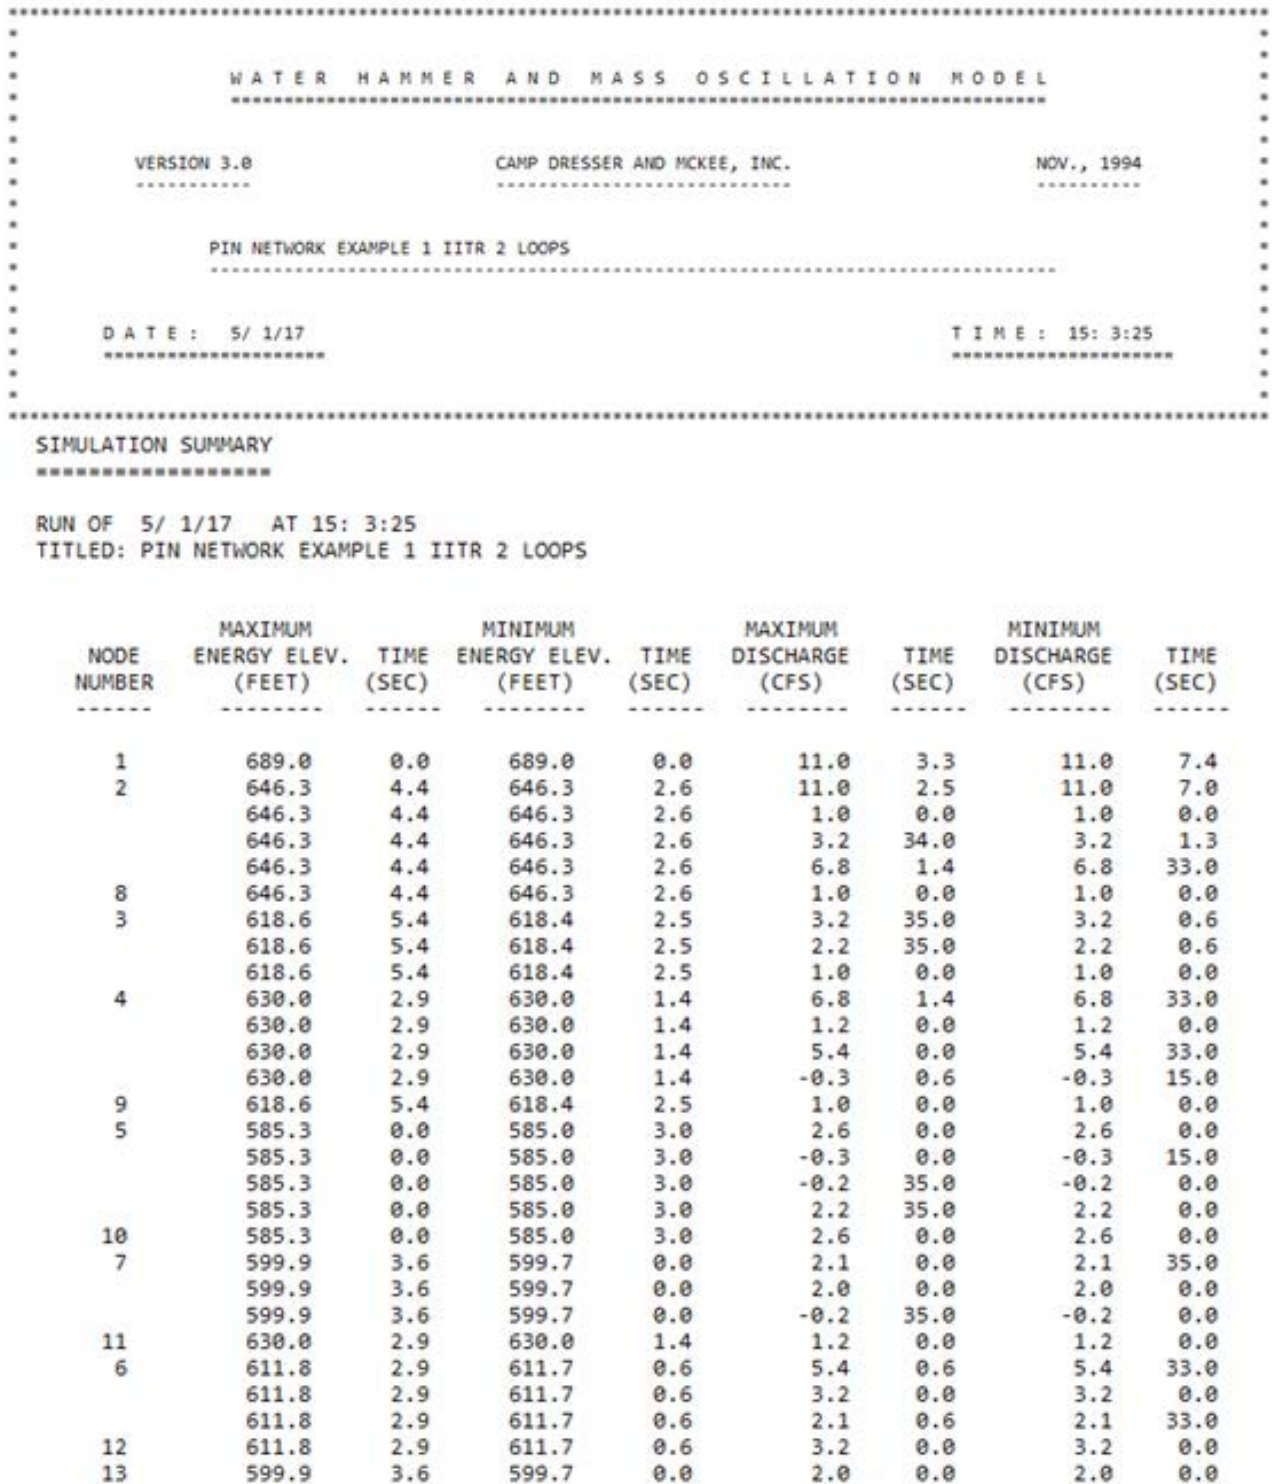 W A T E R   H A M M E R   A N D   M A S S   O S C I L L A T I O N   M O D E L
VERSION 3.0   CAMP DRESSER AND MCKEE, INC.   NOV., 1994
PIN NETWORK EXAMPLE 1 IITR 2 LOOPS
D A T E :   5/ 1/17   T I M E :   15: 3:25
SIMULATION SUMMARY
RUN OF   5/ 1/17   AT 15: 3:25
TITLED: PIN NETWORK EXAMPLE 1 IITR 2 LOOPS
MAXIMUM   MINIMUM   MAXIMUM   MINIMUM
NODE   ENERGY ELEV.   TIME   ENERGY ELEV.   TIME   DISCHARGE   TIME   DISCHARGE   TIME
NUMBER   (FEET)   (SEC)   (FEET)   (SEC)   (CFS)   (SEC)   (CFS)   (SEC)
1   689.0   0.0   689.0   0.0   11.0   3.3   11.0   7.4
2   646.3   4.4   646.3   2.6   11.0   2.5   11.0   7.0
646.3   4.4   646.3   2.6   1.0   0.0   1.0   0.0
646.3   4.4   646.3   2.6   3.2   34.0   3.2   1.3
646.3   4.4   646.3   2.6   6.8   1.4   6.8   33.0
8   646.3   4.4   646.3   2.6   1.0   0.0   1.0   0.0
3   618.6   5.4   618.4   2.5   3.2   35.0   3.2   0.6
618.6   5.4   618.4   2.5   2.2   35.0   2.2   0.6
618.6   5.4   618.4   2.5   1.0   0.0   1.0   0.0
4   630.0   2.9   630.0   1.4   6.8   1.4   6.8   33.0
630.0   2.9   630.0   1.4   1.2   0.0   1.2   0.0
630.0   2.9   630.0   1.4   5.4   0.0   5.4   33.0
630.0   2.9   630.0   1.4   -0.3   0.6   -0.3   15.0
9   618.6   5.4   618.4   2.5   1.0   0.0   1.0   0.0
5   585.3   0.0   585.0   3.0   2.6   0.0   2.6   0.0
585.3   0.0   585.0   3.0   -0.3   0.0   -0.3   15.0
585.3   0.0   585.0   3.0   -0.2   35.0   -0.2   0.0
585.3   0.0   585.0   3.0   2.2   35.0   2.2   0.0
10   585.3   0.0   585.0   3.0   2.6   0.0   2.6   0.0
7   599.9   3.6   599.7   0.0   2.1   0.0   2.1   35.0
599.9   3.6   599.7   0.0   2.0   0.0   2.0   0.0
599.9   3.6   599.7   0.0   -0.2   35.0   -0.2   0.0
11   630.0   2.9   630.0   1.4   1.2   0.0   1.2   0.0
6   611.8   2.9   611.7   0.6   5.4   0.6   5.4   33.0
611.8   2.9   611.7   0.6   3.2   0.0   3.2   0.0
611.8   2.9   611.7   0.6   2.1   0.6   2.1   33.0
12   611.8   2.9   611.7   0.6   3.2   0.0   3.2   0.0
13   599.9   3.6   599.7   0.0   2.0   0.0   2.0   0.0